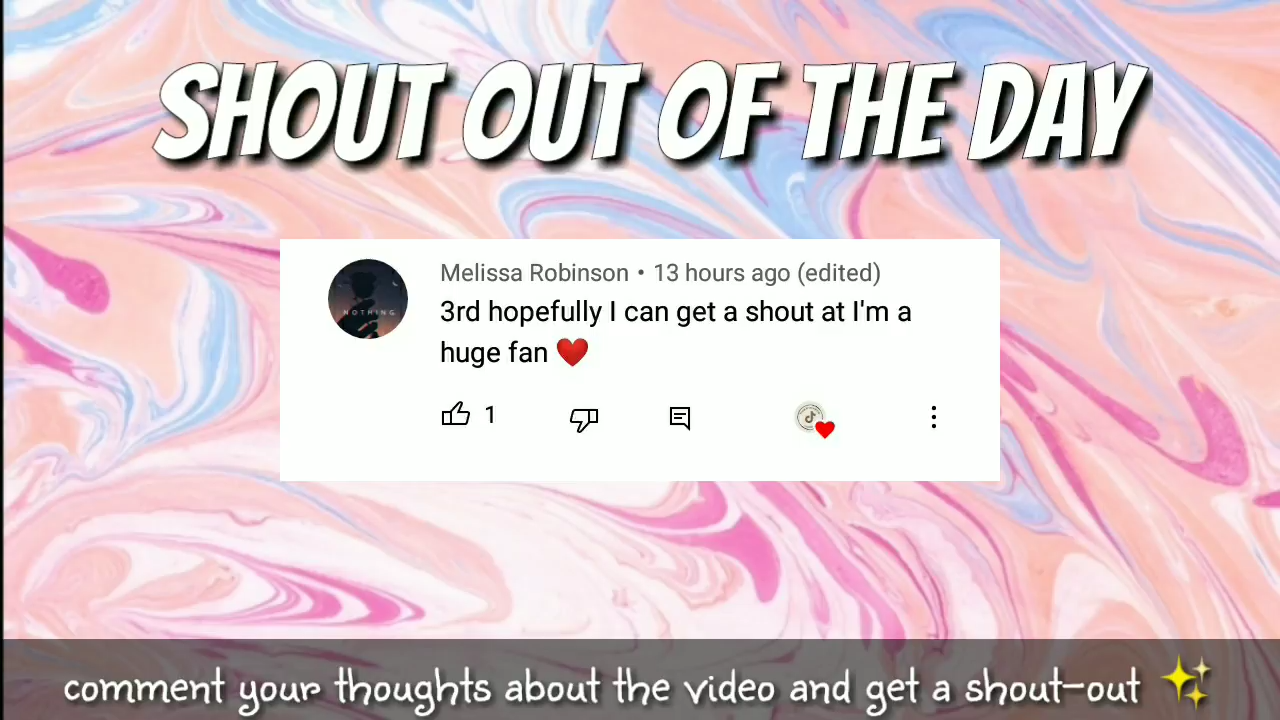 SHOUT OUT OF THE DAY
NOTHING
Melissa Robinson • 13 hours ago (edited)
3rd hopefully I can get a shout at I'm a
huge fan ❤️
1
comment your thoughts about the video and get a shout-out ✨